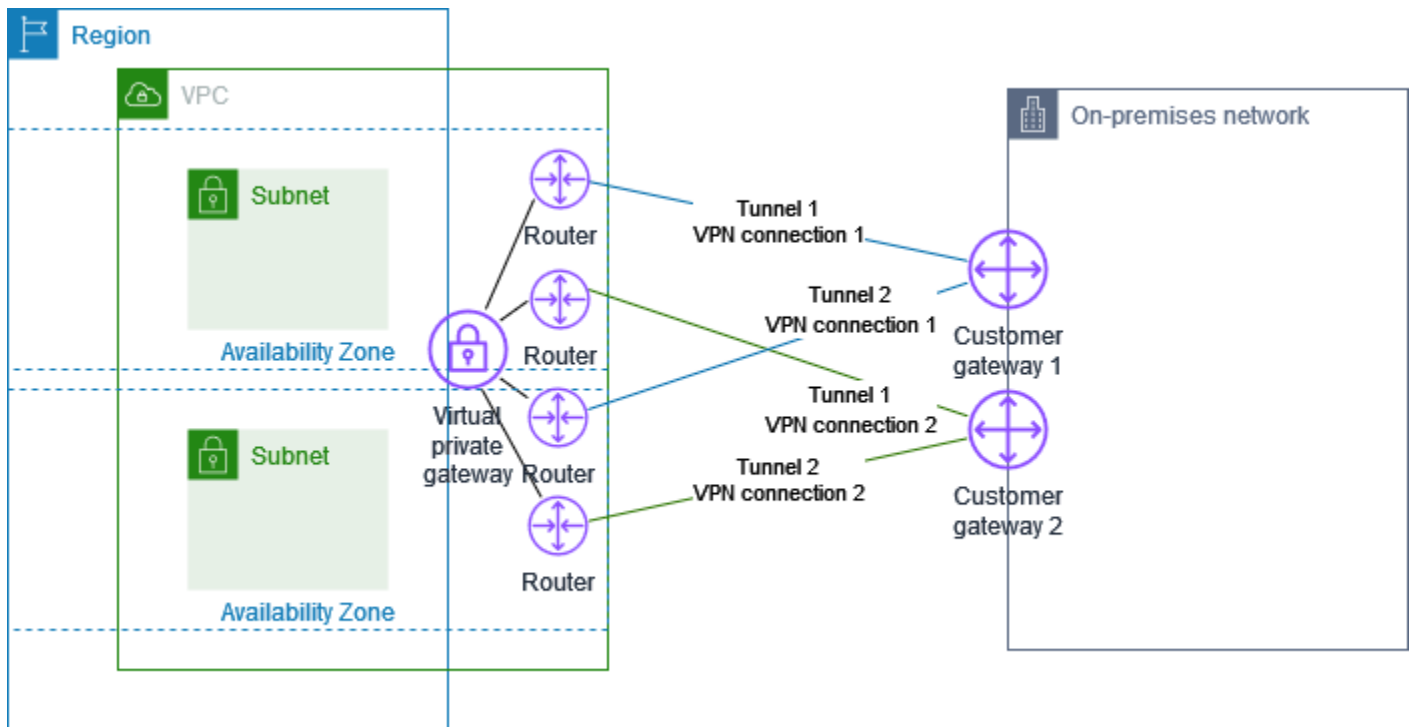 Region
VPC
Subnet
Availability Zone
Subnet
Availability Zone
Virtual
private
gateway
Router
Router
Router
Router
Tunnel 1
VPN connection 1
Tunnel 2
VPN connection 1
Tunnel 1
VPN connection 2
Tunnel 2
VPN connection 2
On-premises network
Customer
gateway 1
Customer
gateway 2